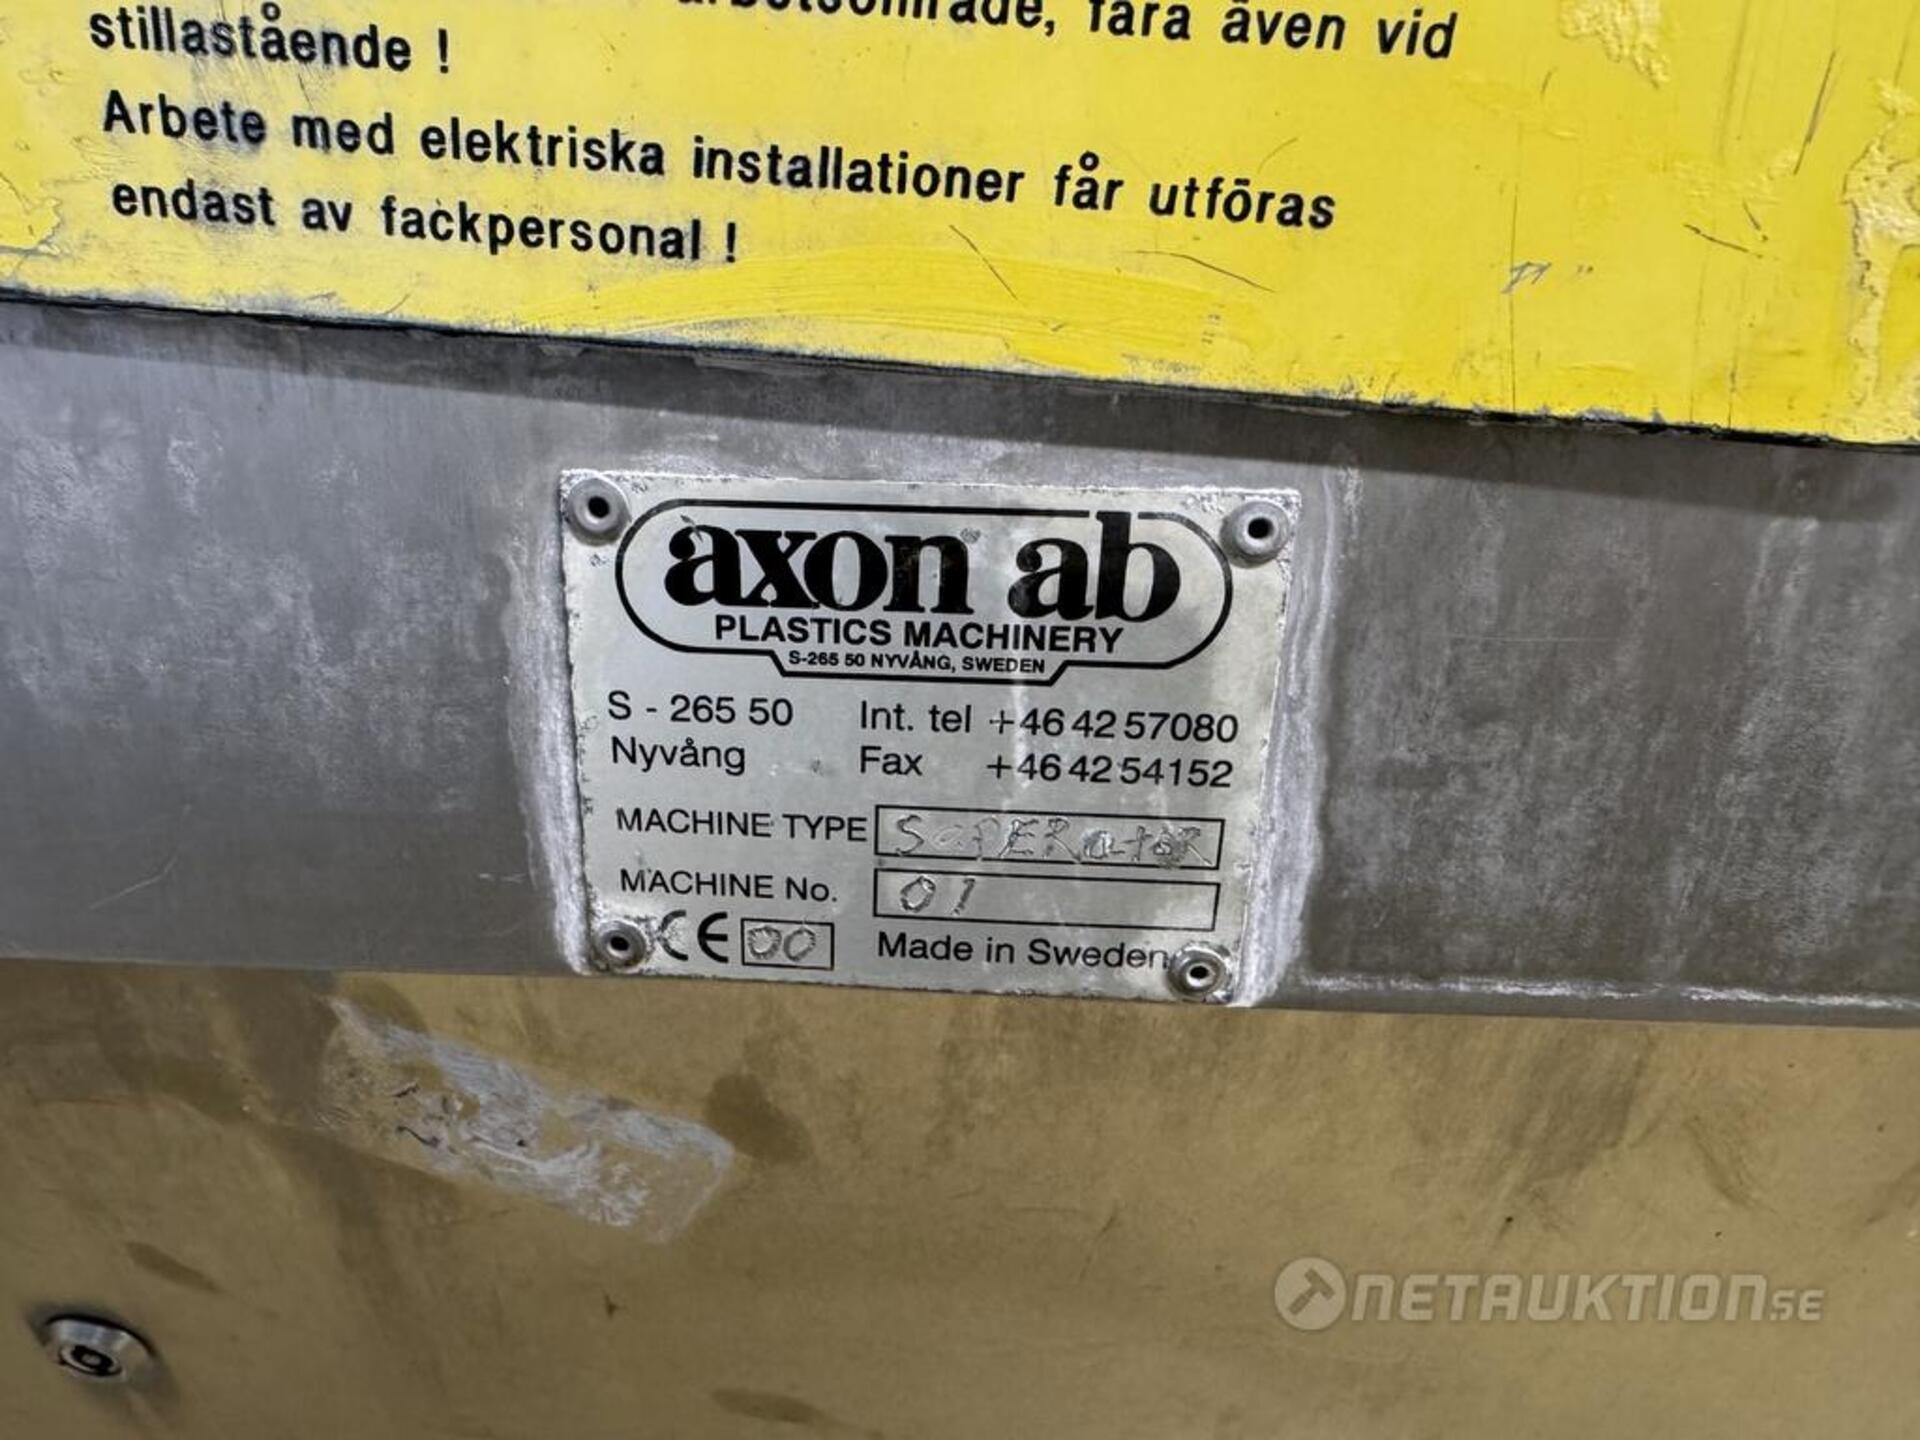 arbetsområde, fara även vid
stillastående !
Arbete med elektriska installationer får utföras
endast av fackpersonal !
axon ab
PLASTICS MACHINERY
S-265 50 NYVÅNG, SWEDEN
S - 265 50 Int. tel +46 42 57080
Nyvång Fax +46 42 54152
MACHINE TYPE SepERatoR
MACHINE No. 01
CE 00 Made in Sweden
NETAUKTION.SE